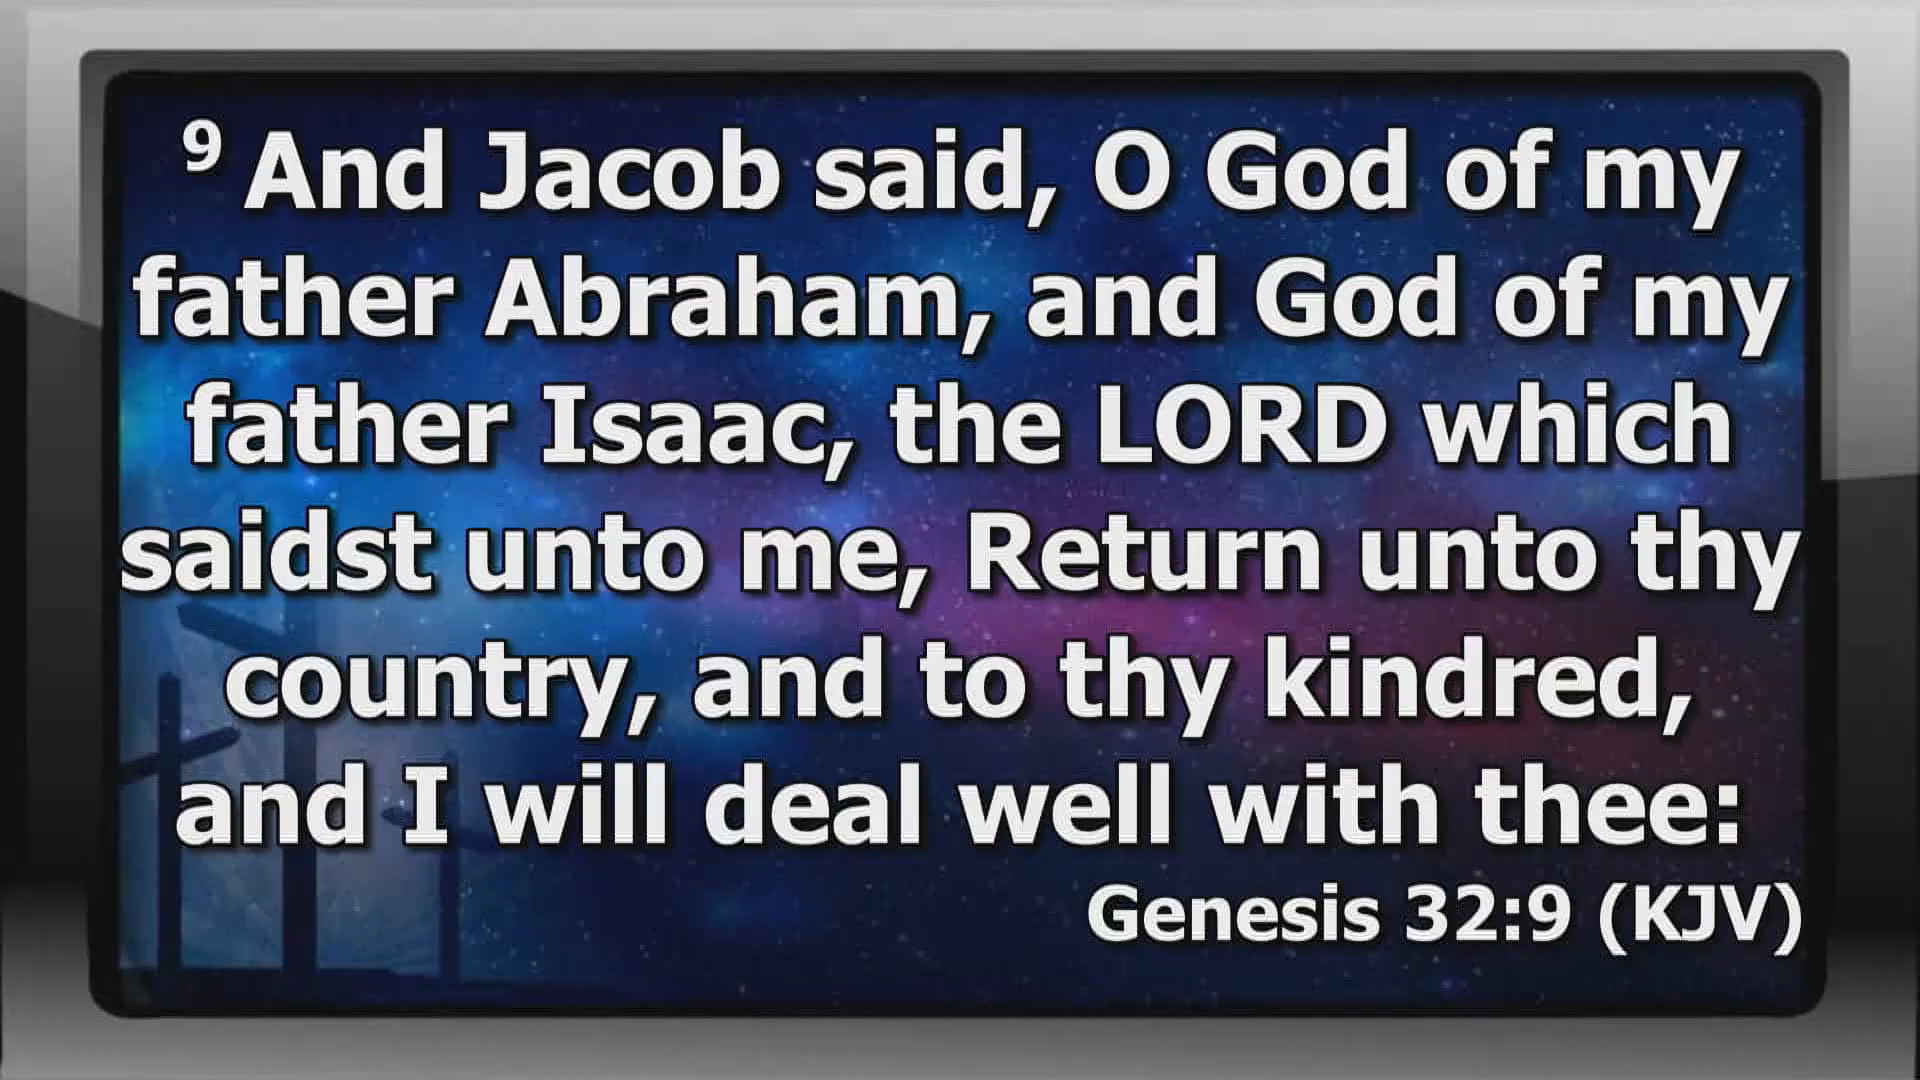 9 And Jacob said, O God of my
father Abraham, and God of my
father Isaac, the LORD which
saidst unto me, Return unto thy
country, and to thy kindred,
and I will deal well with thee:
Genesis 32:9 (KJV)